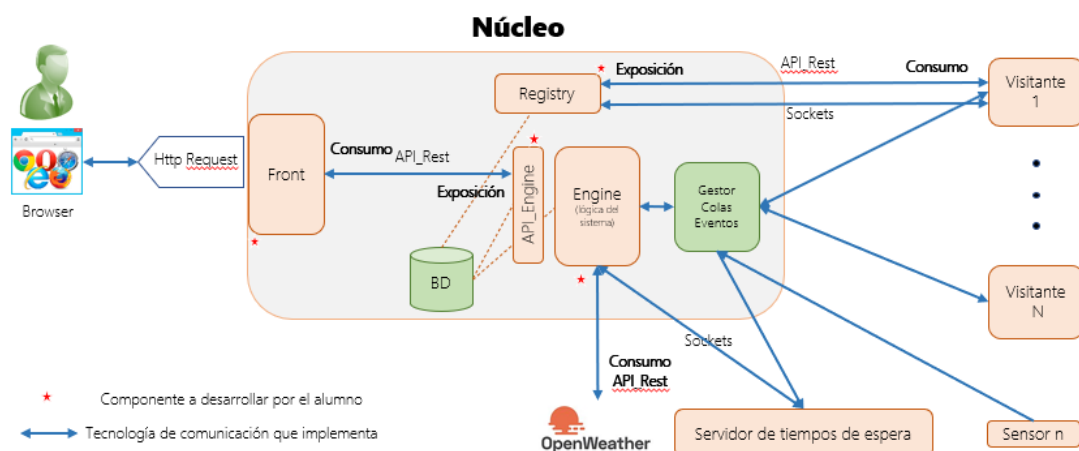 Núcleo
Registry
Exposición
API_Rest
Consumo
Sockets
Visitante
1
Http Request
Browser
Front
Consumo
API_Rest
Exposición
API_Engine
Engine
(lógica del
sistema)
Gestor
Colas
Eventos
BD
Visitante
N
Sockets
Consumo
API_Rest
Componente a desarrollar por el alumno
Tecnología de comunicación que implementa
OpenWeather
Servidor de tiempos de espera
Sensor n